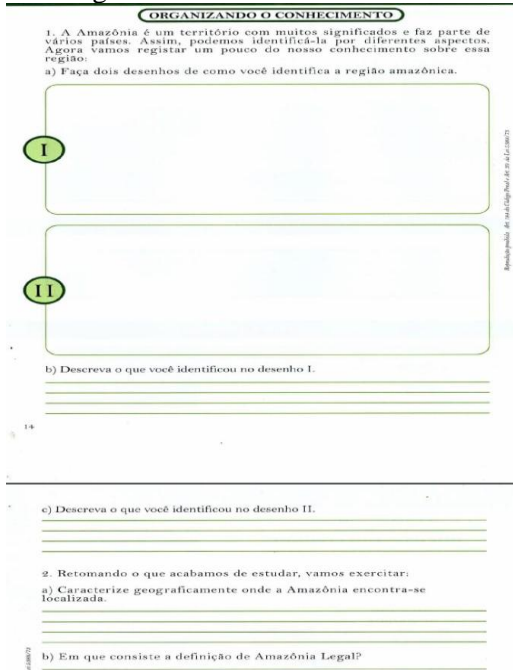 ORGANIZANDO O CONHECIMENTO
1. A Amazônia é um território com muitos significados e faz parte de
vários países. Assim, podemos identificá-la por diferentes aspectos.
Agora vamos registar um pouco do nosso conhecimento sobre essa
região:
a) Faça dois desenhos de como você identifica a região amazônica.
I
II
b) Descreva o que você identificou no desenho I.
14
c) Descreva o que você identificou no desenho II.
2. Retomando o que acabamos de estudar, vamos exercitar:
a) Caracterize geograficamente onde a Amazônia encontra-se
localizada.
b) Em que consiste a definição de Amazônia Legal?